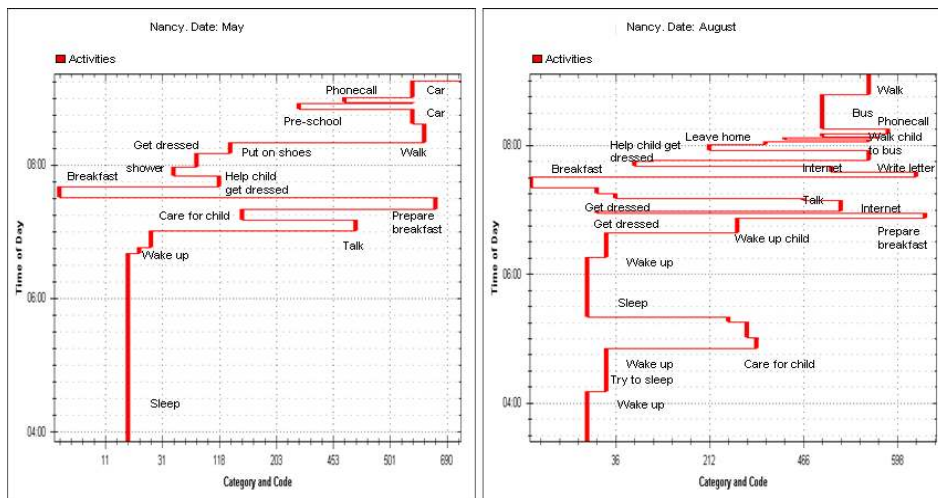 Nancy. Date: May
Activities
Phonecall
Car
Pre-school
Car
Get dressed
Put on shoes
Walk
shower
Breakfast
Help child
get dressed
Care for child
Prepare
breakfast
Talk
Wake up
Sleep
08:00
06:00
04:00
Time of Day
11 31 118 203 453 501 690
Category and Code
Nancy. Date: August
Activities
Walk
Bus
Phonecall
Leave home
Walk child
to bus
Help child get
dressed
Breakfast
Internet
Write letter
Talk
Get dressed
Internet
Get dressed
Prepare
breakfast
Wake up child
Wake up
Sleep
Wake up
Care for child
Try to sleep
Wake up
08:00
06:00
04:00
Time of Day
36 212 466 598
Category and Code